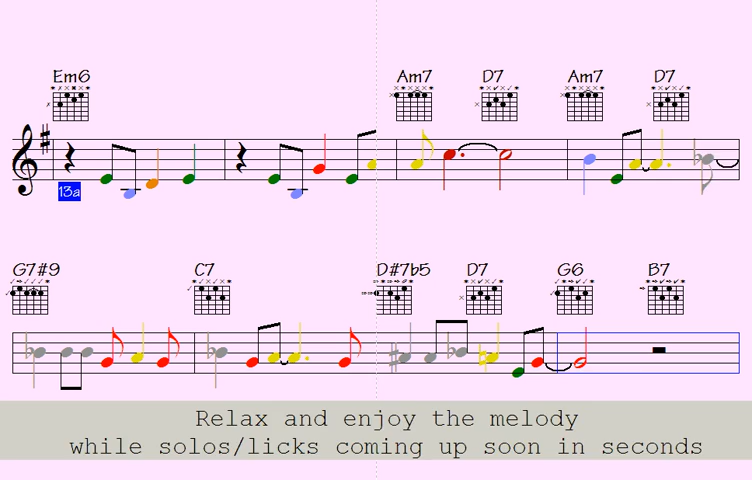 Em6 Am7 D7 Am7 D7
13a
G7#9 C7 D#7b5 D7 G6 B7
Relax and enjoy the melody
while solos/licks coming up soon in seconds